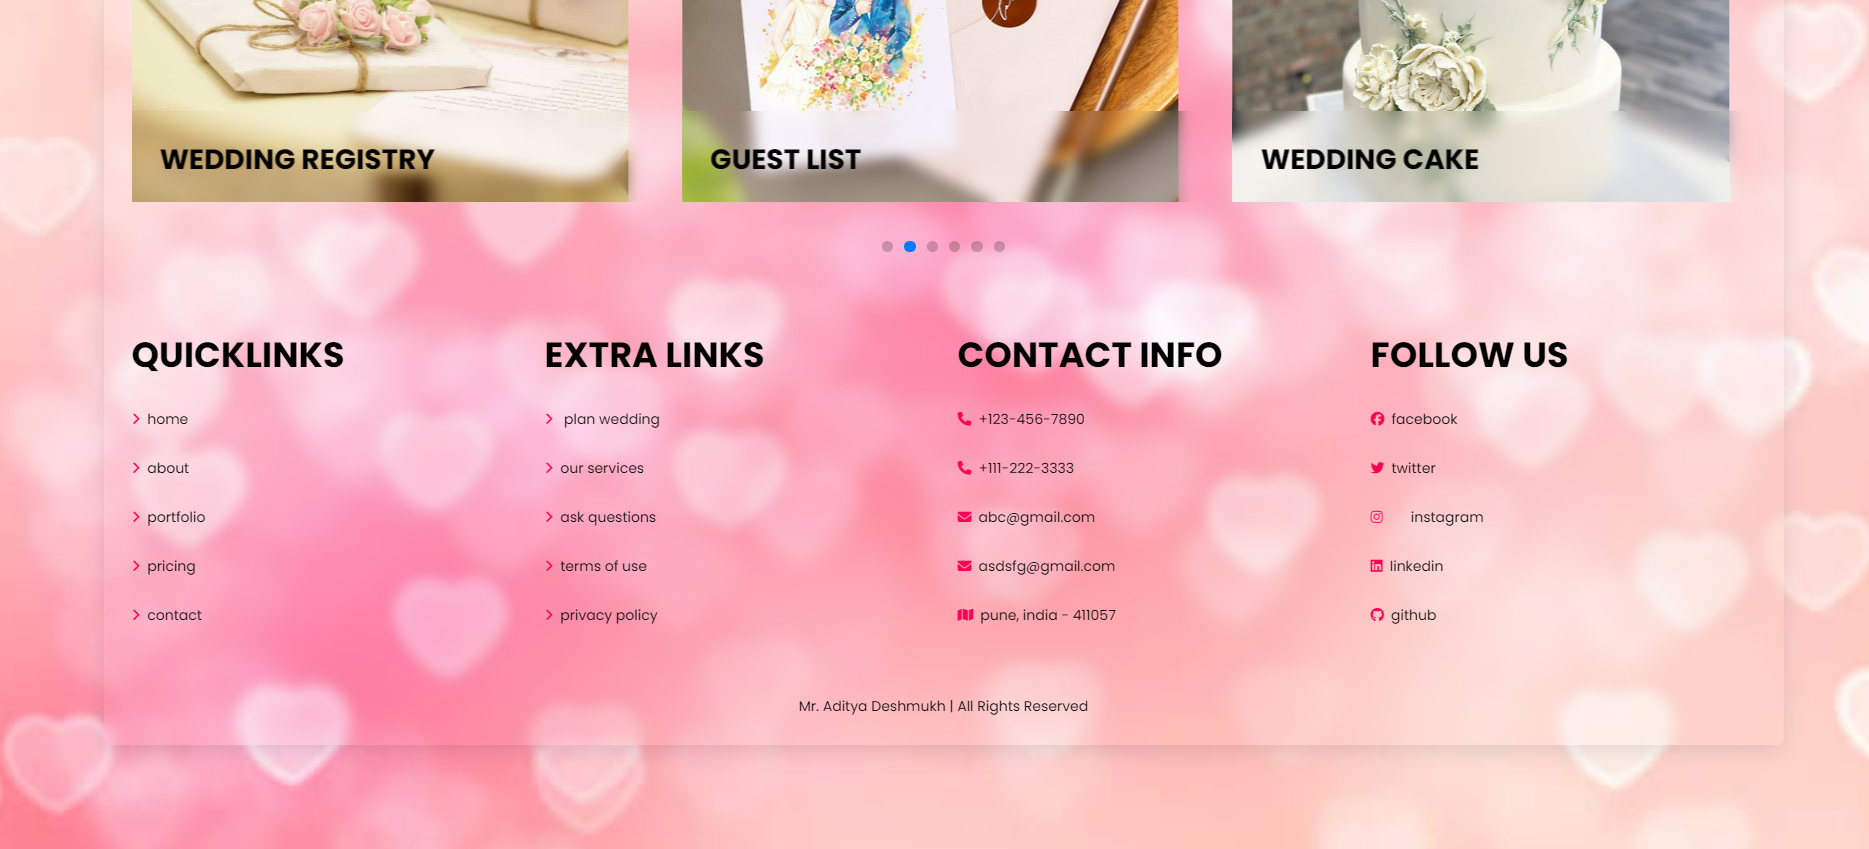 WEDDING REGISTRY
GUEST LIST
WEDDING CAKE
QUICKLINKS
home
about
portfolio
pricing
contact
EXTRA LINKS
plan wedding
our services
ask questions
terms of use
privacy policy
CONTACT INFO
+123-456-7890
+111-222-3333
abc@gmail.com
asdsfg@gmail.com
pune, india - 411057
FOLLOW US
facebook
twitter
instagram
linkedin
github
Mr. Aditya Deshmukh | All Rights Reserved